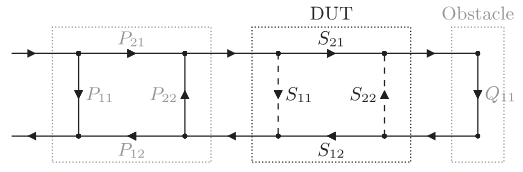 DUT Obstacle
P₂₁ S₂₁
P₁₁ P₂₂ S₁₁ S₂₂ Q₁₁
P₁₂ S₁₂